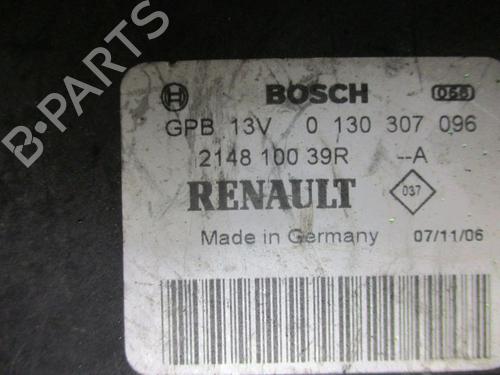 B-PARTS
BOSCH 066
GPB 13V 0 130 307 096
2148 100 39R --A
RENAULT 037
Made in Germany 07/11/06